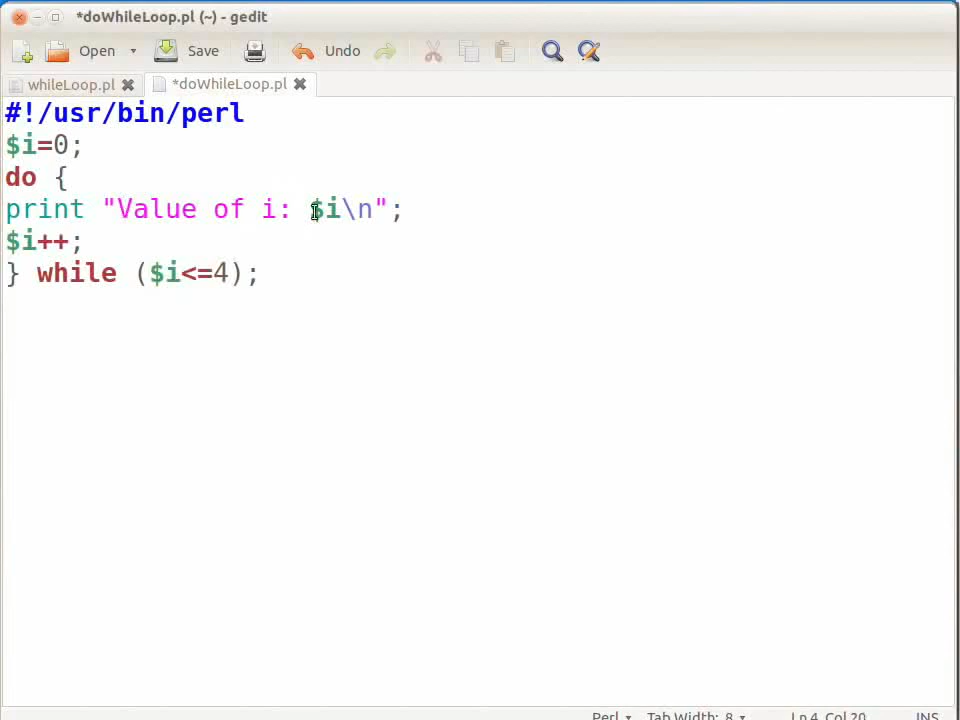 *doWhileLoop.pl (~) - gedit
Open Save Undo
whileLoop.pl *doWhileLoop.pl
#!/usr/bin/perl
$i=0;
do {
print "Value of i: $i\n";
$i++;
} while ($i<=4);
Perl Tab Width: 8 Ln 4, Col 20 INS